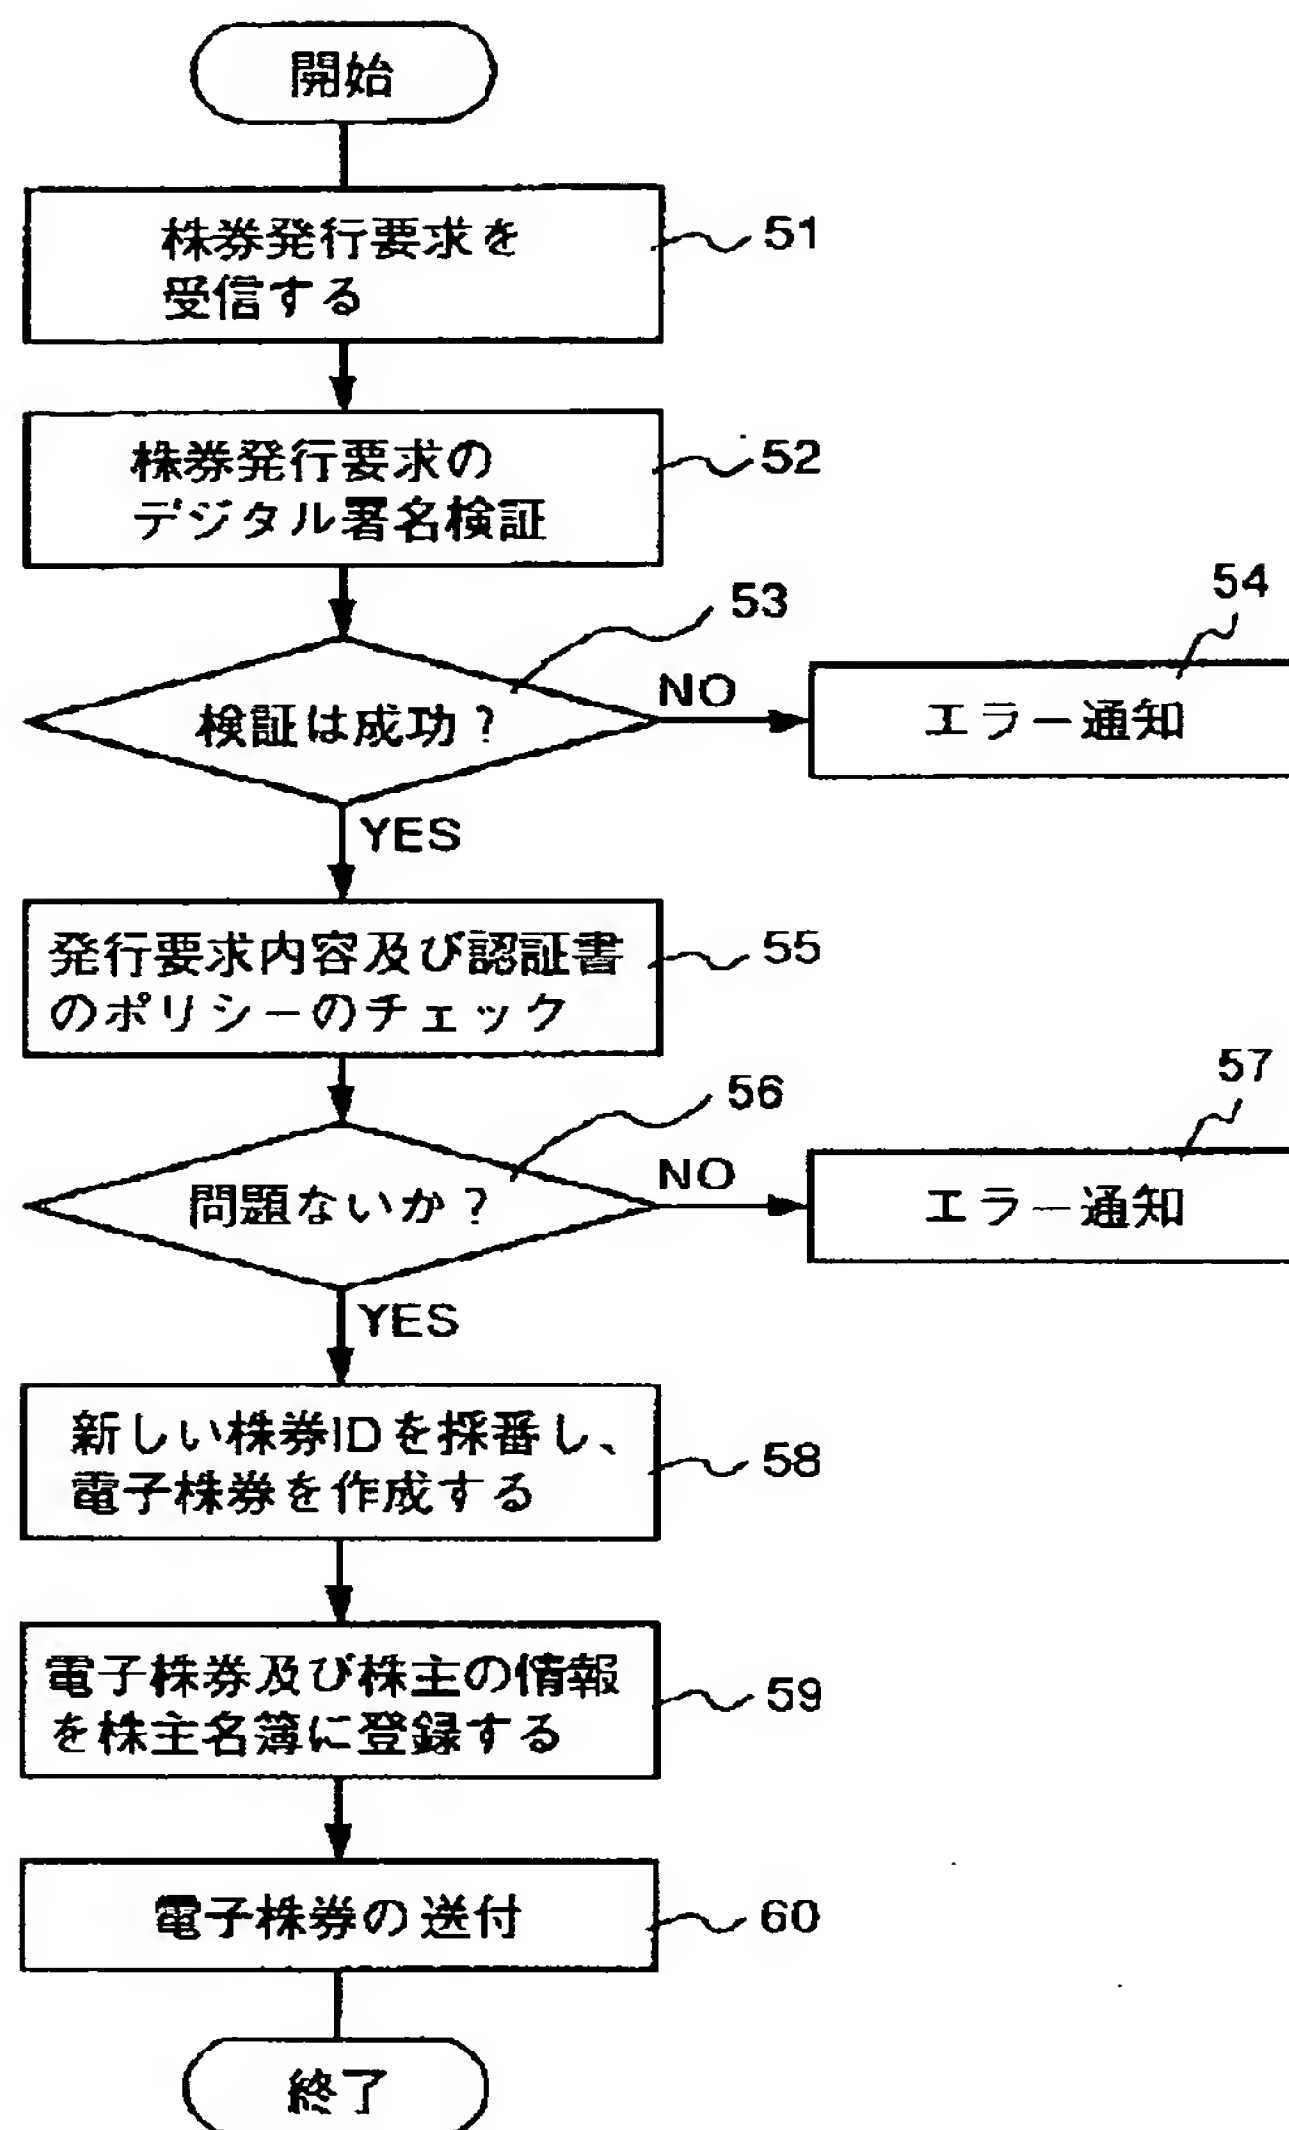 開始
株券発行要求を
受信する
51
株券発行要求の
デジタル署名検証
52
53
検証は成功?
NO
54
エラー通知
YES
発行要求内容及び認証書
のポリシーのチェック
55
56
問題ないか?
NO
57
エラー通知
YES
新しい株券IDを採番し、
電子株券を作成する
58
電子株券及び株主の情報
を株主名簿に登録する
59
電子株券の送付
60
終了